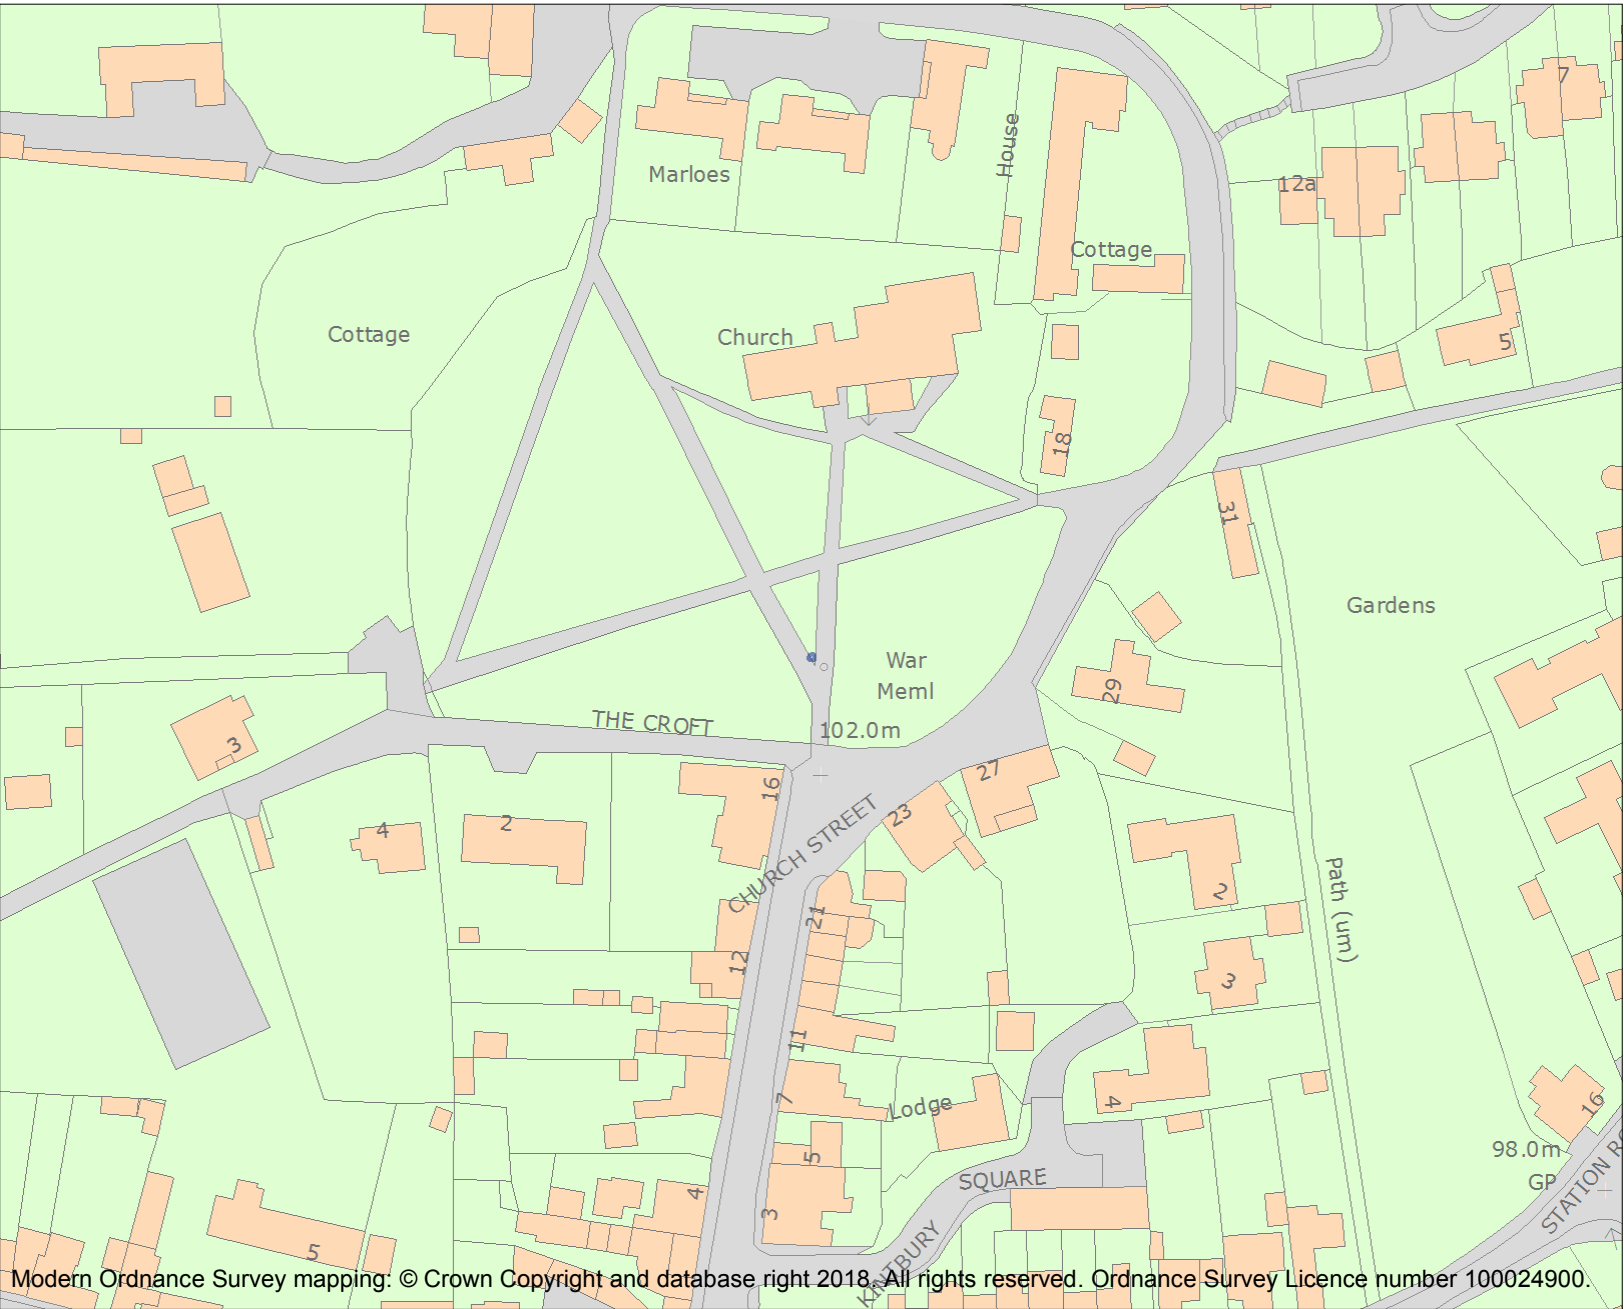 7
House
Marloes
12a
Cottage
Cottage
Church
5
18
31
Gardens
War
Meml
29
THE CROFT
102.0m
3
27
16
23
CHURCH STREET
4
2
Path (um)
2
21
12
3
11
7
Lodge
4
16
98.0m
5
GP
SQUARE
4
STATION R
3
KINTBURY
5
Modern Ordnance Survey mapping: © Crown Copyright and database right 2018. All rights reserved. Ordnance Survey Licence number 100024900.